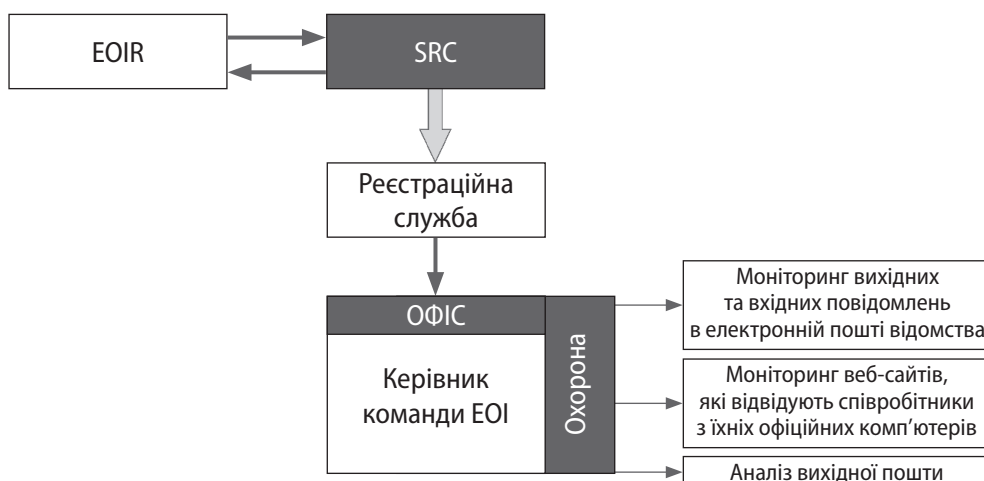 EOIR
SRC
Реєстраційна
служба
ОФІС
Керівник
команди EOI
Охорона
Моніторинг вихідних
та вхідних повідомлень
в електронній пошті відомства
Моніторинг веб-сайтів,
які відвідують співробітники
з їхніх офіційних комп’ютерів
Аналіз вихідної пошти